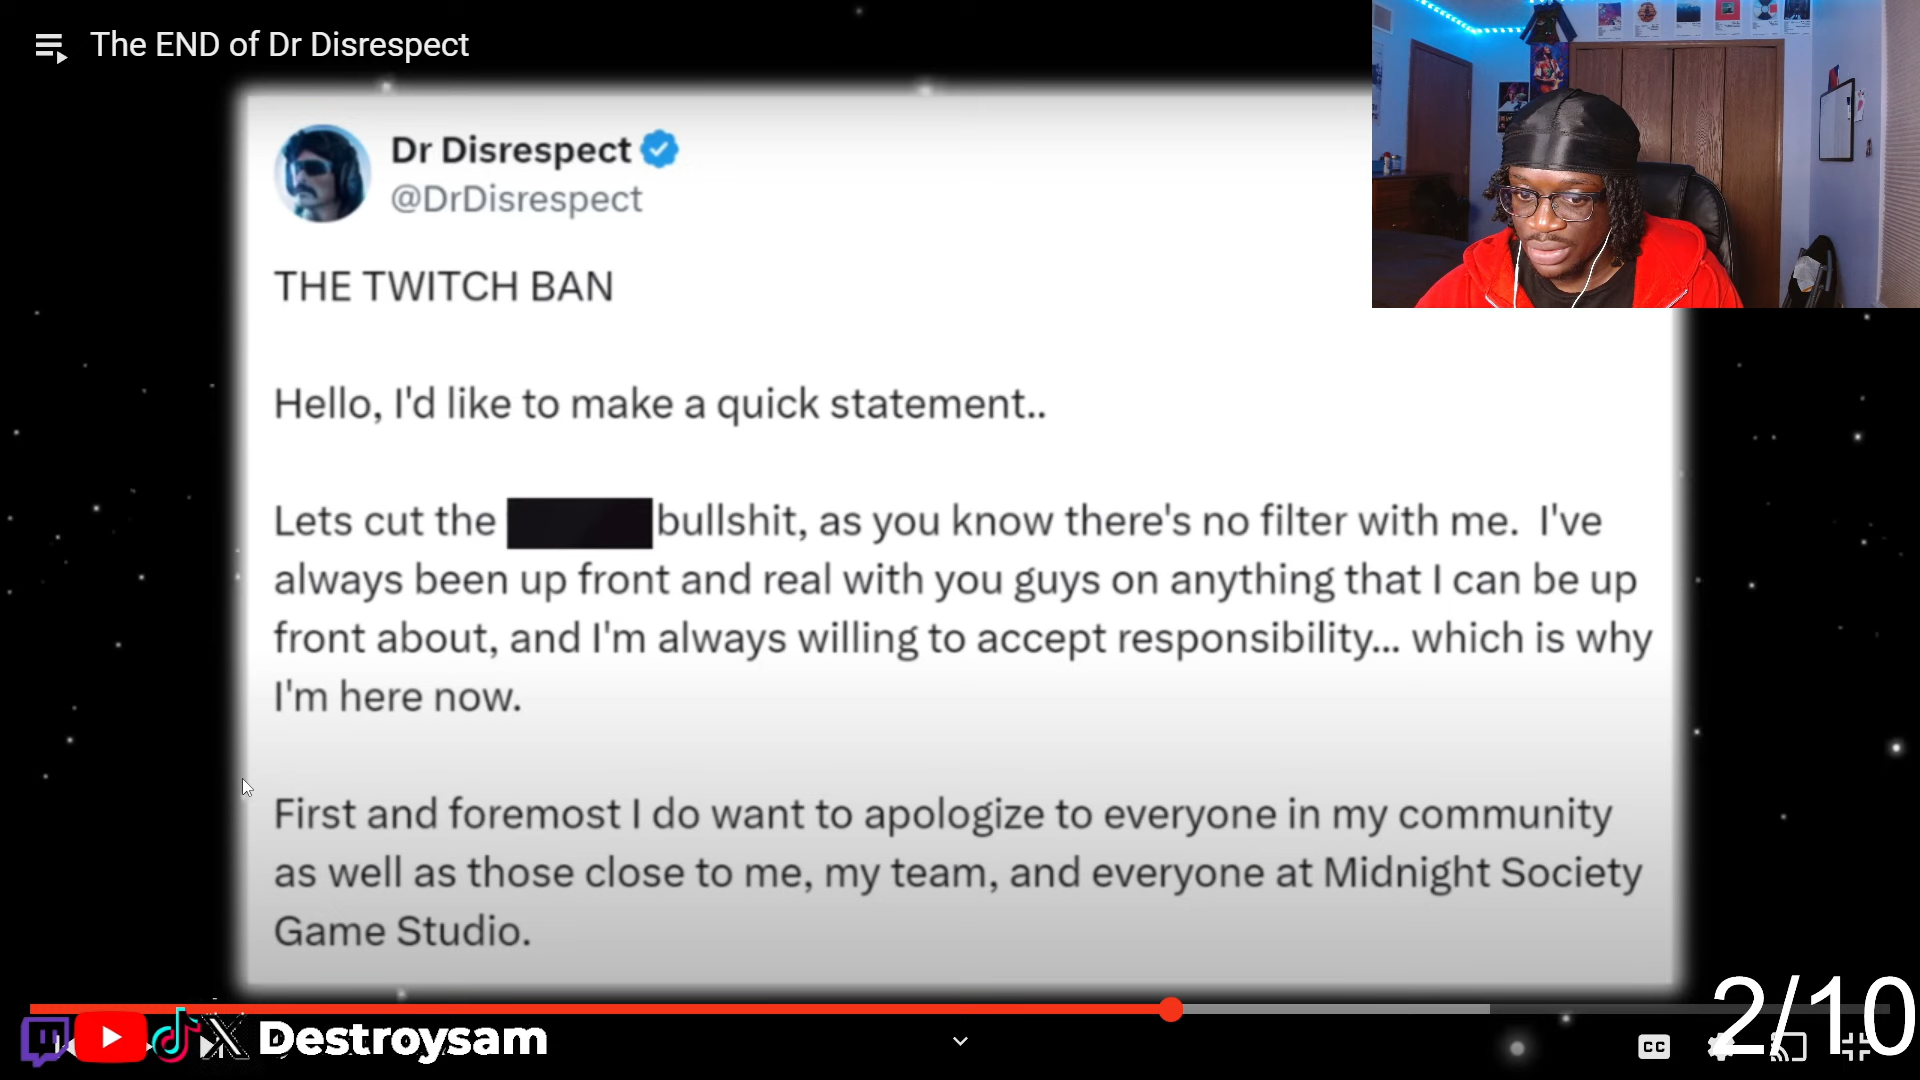 The END of Dr Disrespect
Dr Disrespect
@DrDisrespect
THE TWITCH BAN
Hello, I'd like to make a quick statement..
Lets cut the bullshit, as you know there's no filter with me. I've
always been up front and real with you guys on anything that I can be up
front about, and I'm always willing to accept responsibility... which is why
I'm here now.
First and foremost I do want to apologize to everyone in my community
as well as those close to me, my team, and everyone at Midnight Society
Game Studio.
Destroysam
CC
2/10